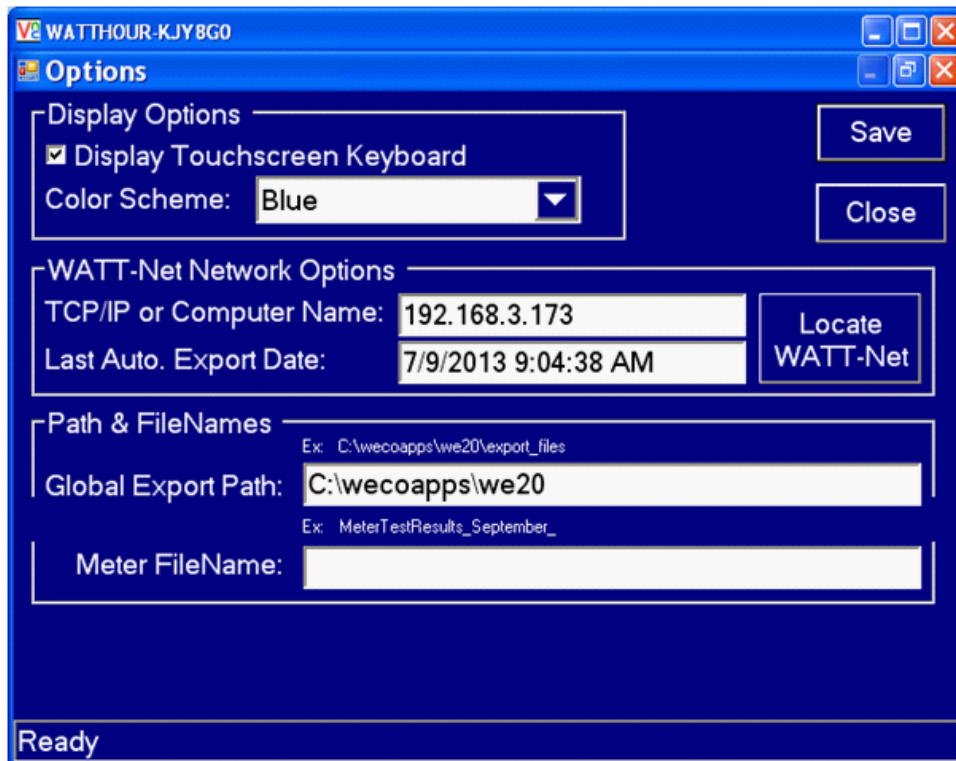 WATTHOUR-KJY8G0
Options
Display Options
Display Touchscreen Keyboard
Color Scheme: Blue
Save
Close
WATT-Net Network Options
TCP/IP or Computer Name: 192.168.3.173
Last Auto. Export Date: 7/9/2013 9:04:38 AM
Locate
WATT-Net
Path & FileNames
Ex: C:\wecoapps\we20\export_files
Global Export Path: C:\wecoapps\we20
Ex: MeterTestResults_September_
Meter FileName:
Ready